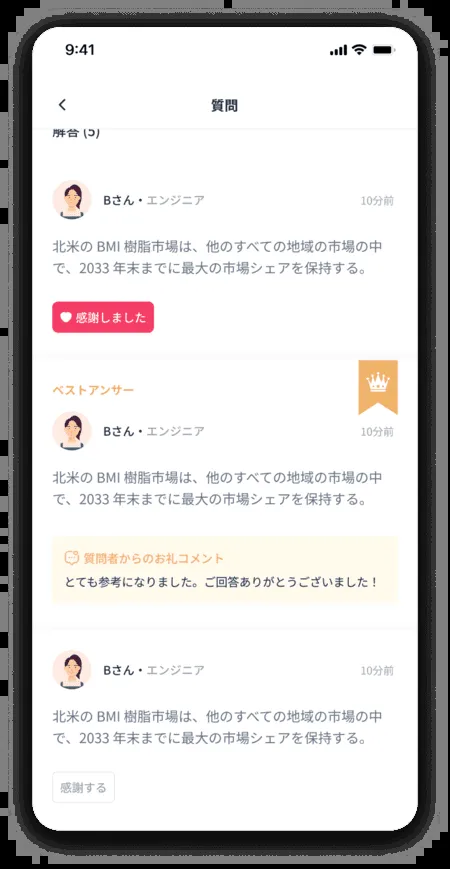 9:41
質問
解答 (5)
Bさん・エンジニア
10分前
北米の BMI 樹脂市場は、他のすべての地域の市場の中
で、2033 年末までに最大の市場シェアを保持する。
感謝しました
ベストアンサー
Bさん・エンジニア
10分前
北米の BMI 樹脂市場は、他のすべての地域の市場の中
で、2033 年末までに最大の市場シェアを保持する。
質問者からのお礼コメント
とても参考になりました。ご回答ありがとうございました！
Bさん・エンジニア
10分前
北米の BMI 樹脂市場は、他のすべての地域の市場の中
で、2033 年末までに最大の市場シェアを保持する。
感謝する